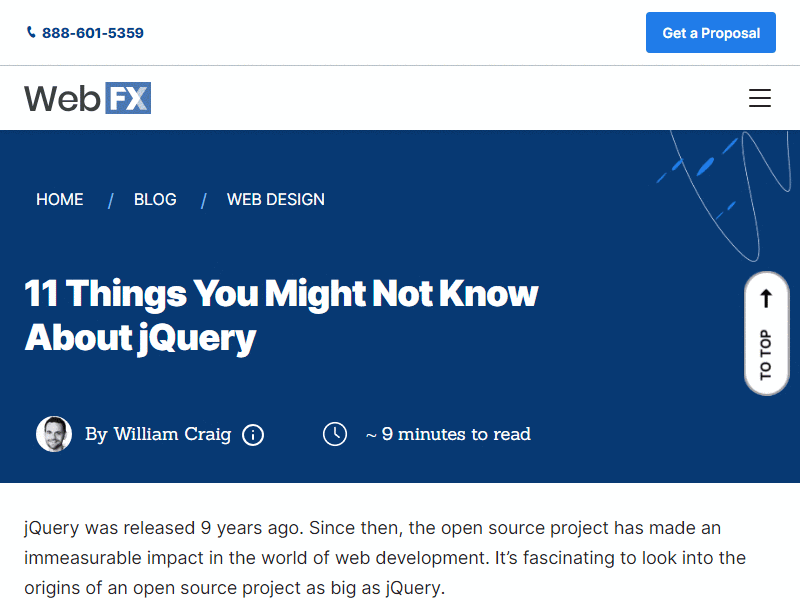 888-601-5359
Get a Proposal
Web FX
HOME / BLOG / WEB DESIGN
11 Things You Might Not Know
About jQuery
TO TOP
By William Craig
~ 9 minutes to read
jQuery was released 9 years ago. Since then, the open source project has made an
immeasurable impact in the world of web development. It’s fascinating to look into the
origins of an open source project as big as jQuery.